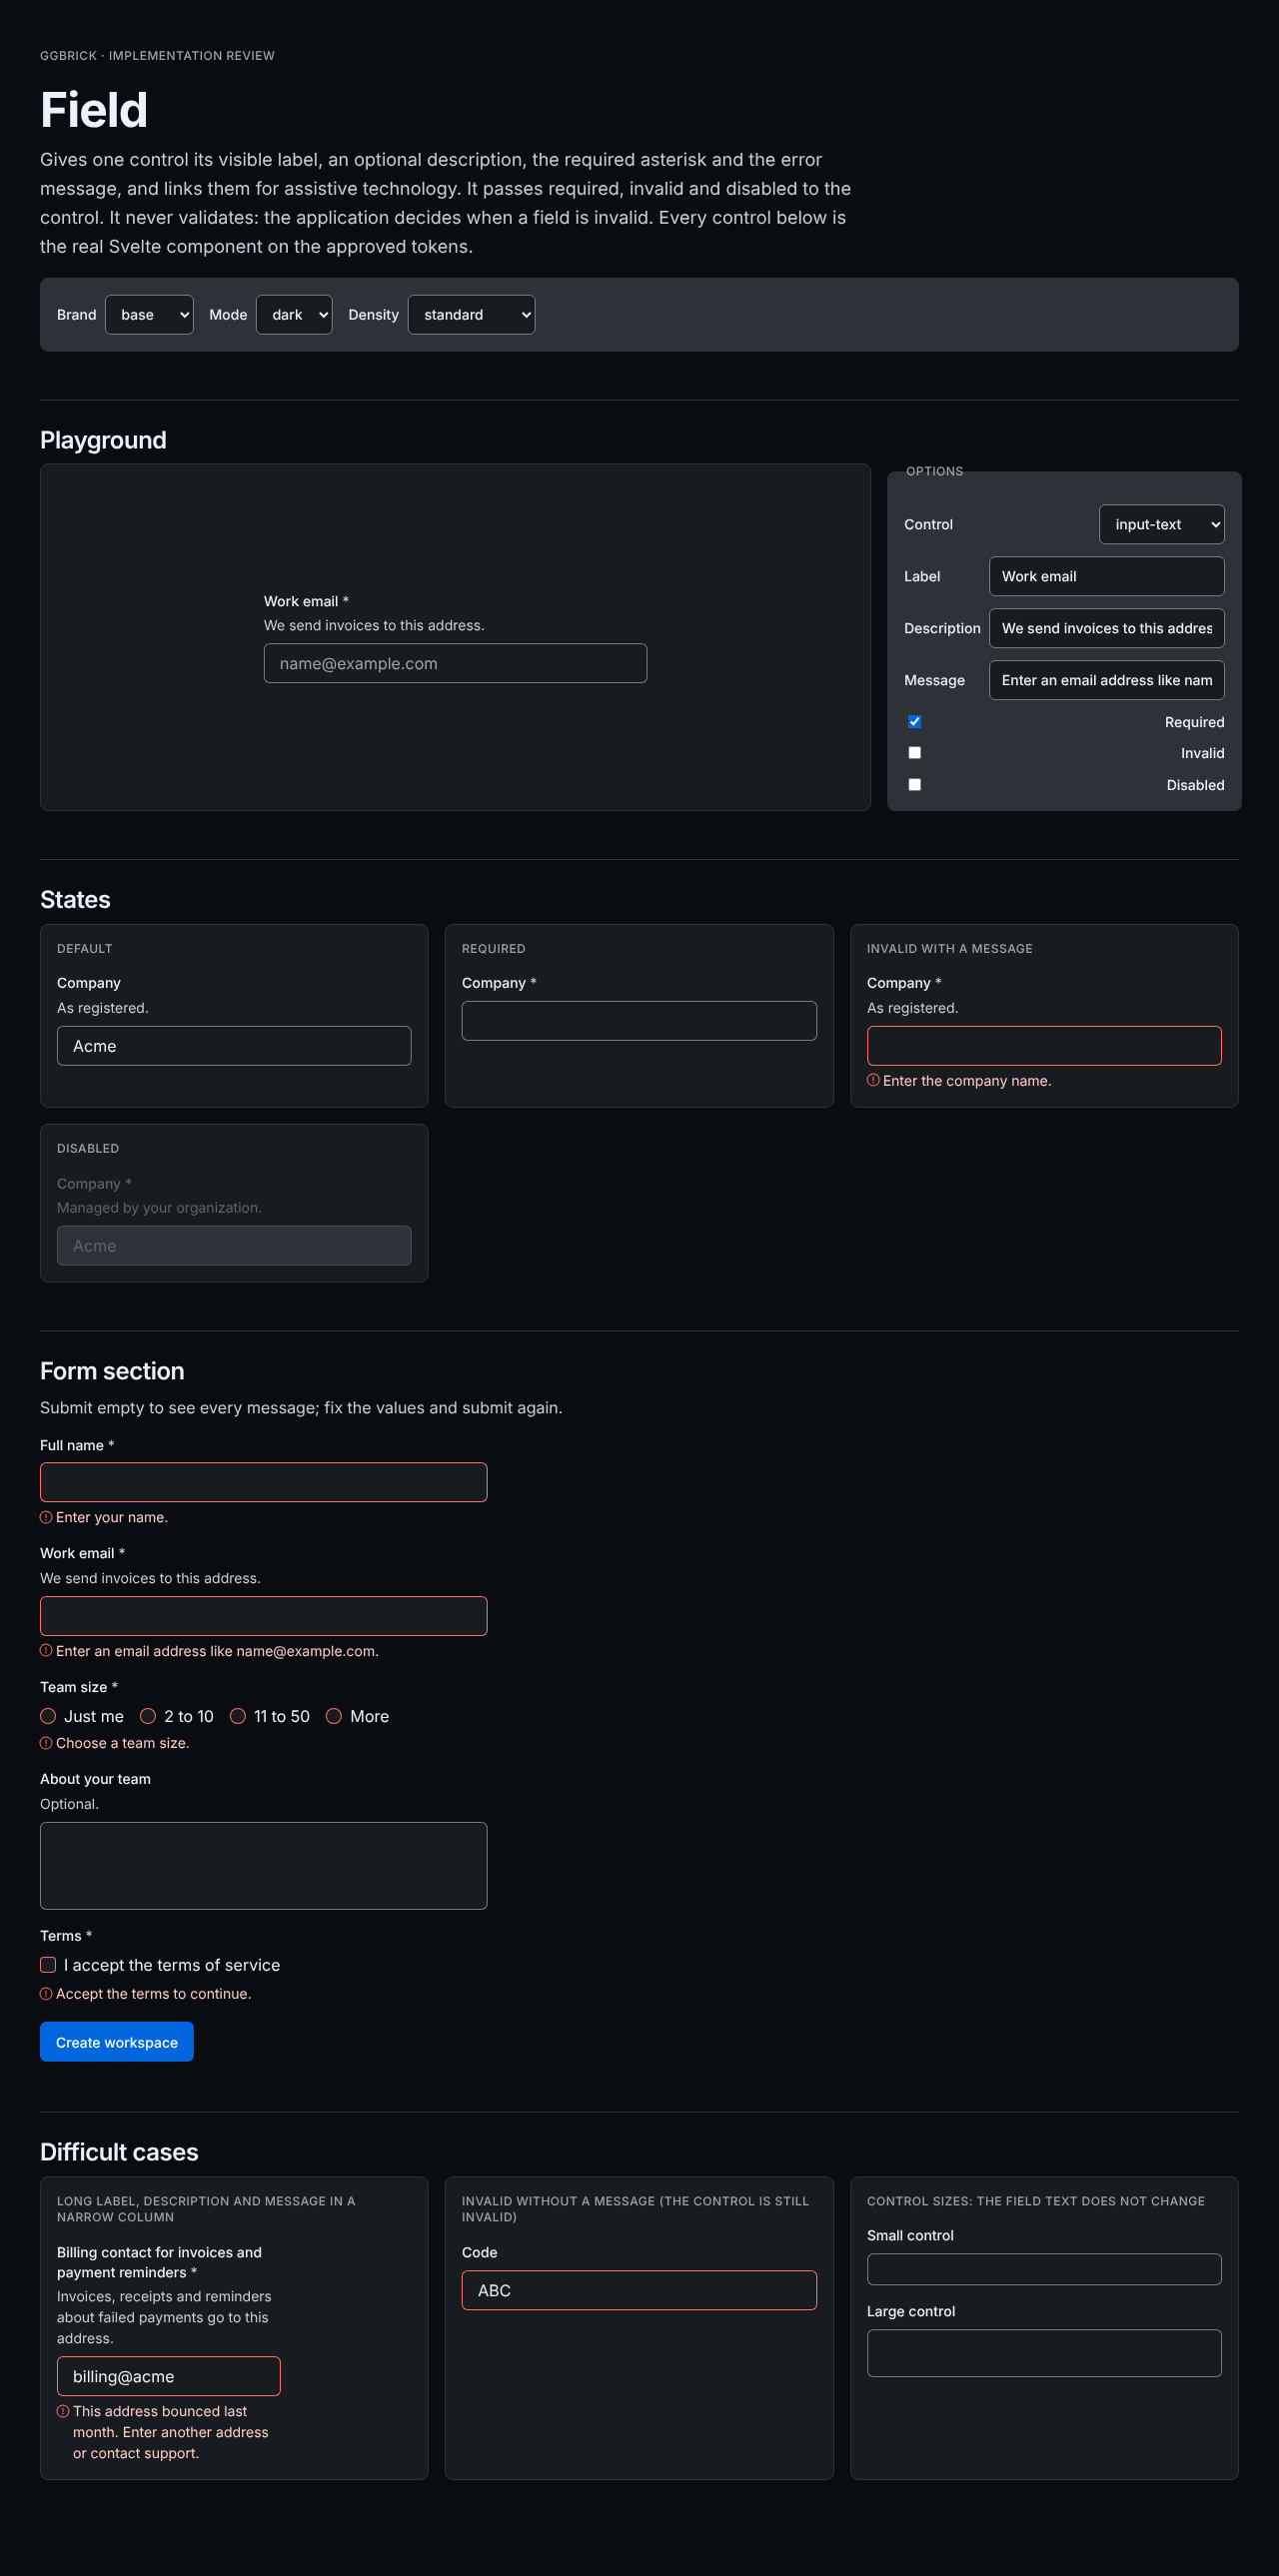 GGBRICK · IMPLEMENTATION REVIEW
Field
Gives one control its visible label, an optional description, the required asterisk and the error
message, and links them for assistive technology. It passes required, invalid and disabled to the
control. It never validates: the application decides when a field is invalid. Every control below is
the real Svelte component on the approved tokens.
Brand base Mode dark Density standard
Playground
Work email *
We send invoices to this address.
name@example.com
OPTIONS
Control input-text
Label Work email
Description We send invoices to this addres
Message Enter an email address like nam
Required
Invalid
Disabled
States
DEFAULT
Company
As registered.
Acme
REQUIRED
Company *
INVALID WITH A MESSAGE
Company *
As registered.
Enter the company name.
DISABLED
Company *
Managed by your organization.
Acme
Form section
Submit empty to see every message; fix the values and submit again.
Full name *
Enter your name.
Work email *
We send invoices to this address.
Enter an email address like name@example.com.
Team size *
Just me 2 to 10 11 to 50 More
Choose a team size.
About your team
Optional.
Terms *
I accept the terms of service
Accept the terms to continue.
Create workspace
Difficult cases
LONG LABEL, DESCRIPTION AND MESSAGE IN A
NARROW COLUMN
Billing contact for invoices and
payment reminders *
Invoices, receipts and reminders
about failed payments go to this
address.
billing@acme
This address bounced last
month. Enter another address
or contact support.
INVALID WITHOUT A MESSAGE (THE CONTROL IS STILL
INVALID)
Code
ABC
CONTROL SIZES: THE FIELD TEXT DOES NOT CHANGE
Small control
Large control